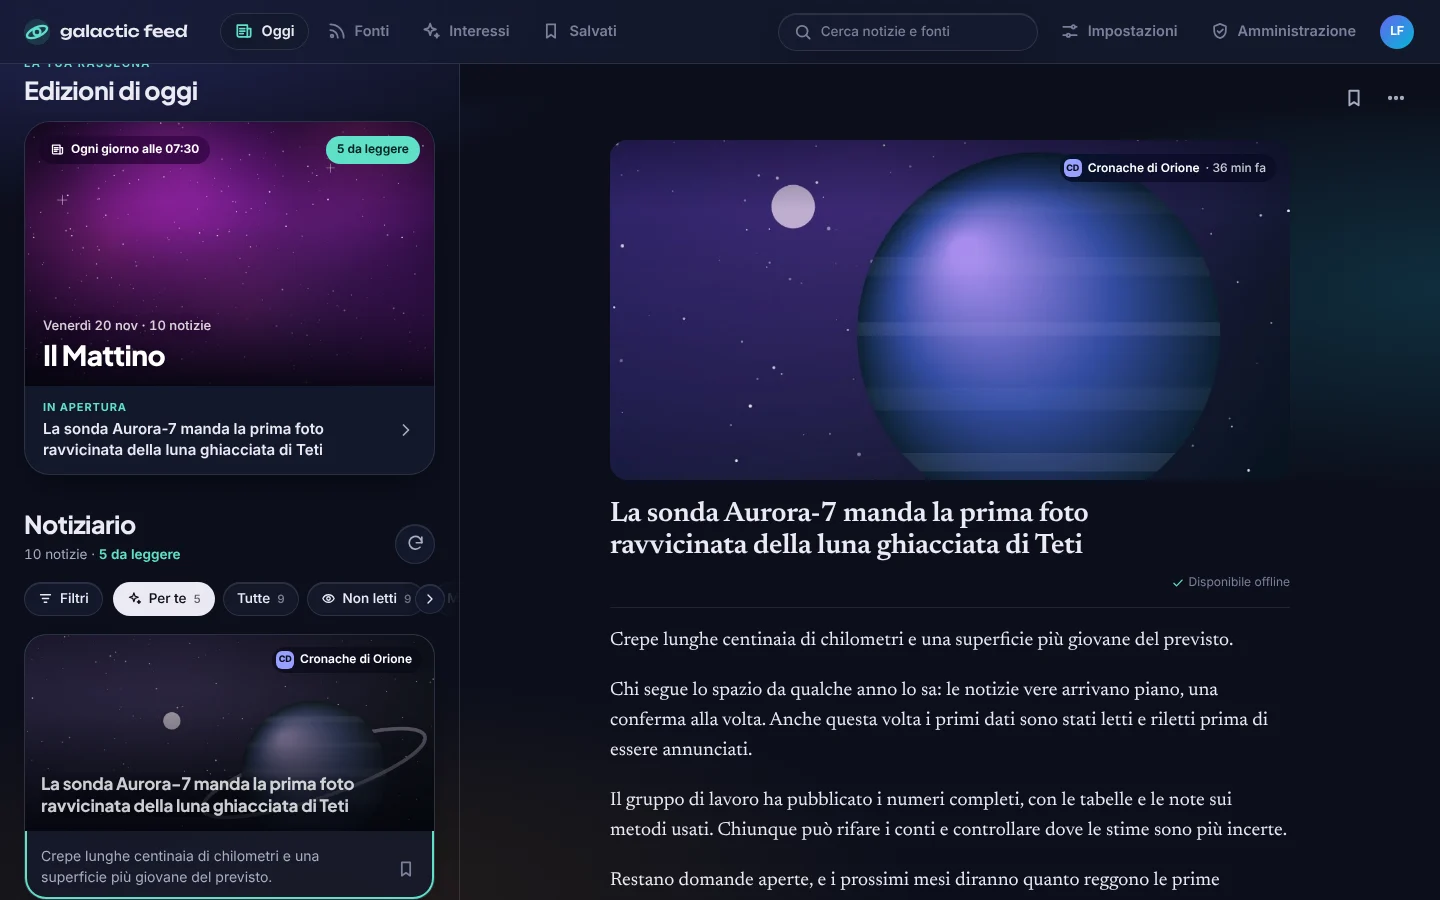 galactic feed
Oggi
Fonti
Interessi
Salvati
Cerca notizie e fonti
Impostazioni
Amministrazione
LF
LA TUA RASSEGNA
Edizioni di oggi
Ogni giorno alle 07:30
5 da leggere
Venerdì 20 nov · 10 notizie
Il Mattino
IN APERTURA
La sonda Aurora-7 manda la prima foto
ravvicinata della luna ghiacciata di Teti
Notiziario
10 notizie · 5 da leggere
Filtri
Per te 5
Tutte 9
Non letti 9
CD Cronache di Orione
La sonda Aurora-7 manda la prima foto
ravvicinata della luna ghiacciata di Teti
Crepe lunghe centinaia di chilometri e una
superficie più giovane del previsto.
CD Cronache di Orione · 36 min fa
La sonda Aurora-7 manda la prima foto
ravvicinata della luna ghiacciata di Teti
Disponibile offline
Crepe lunghe centinaia di chilometri e una superficie più giovane del previsto.
Chi segue lo spazio da qualche anno lo sa: le notizie vere arrivano piano, una
conferma alla volta. Anche questa volta i primi dati sono stati letti e riletti prima di
essere annunciati.
Il gruppo di lavoro ha pubblicato i numeri completi, con le tabelle e le note sui
metodi usati. Chiunque può rifare i conti e controllare dove le stime sono più incerte.
Restano domande aperte, e i prossimi mesi diranno quanto reggono le prime